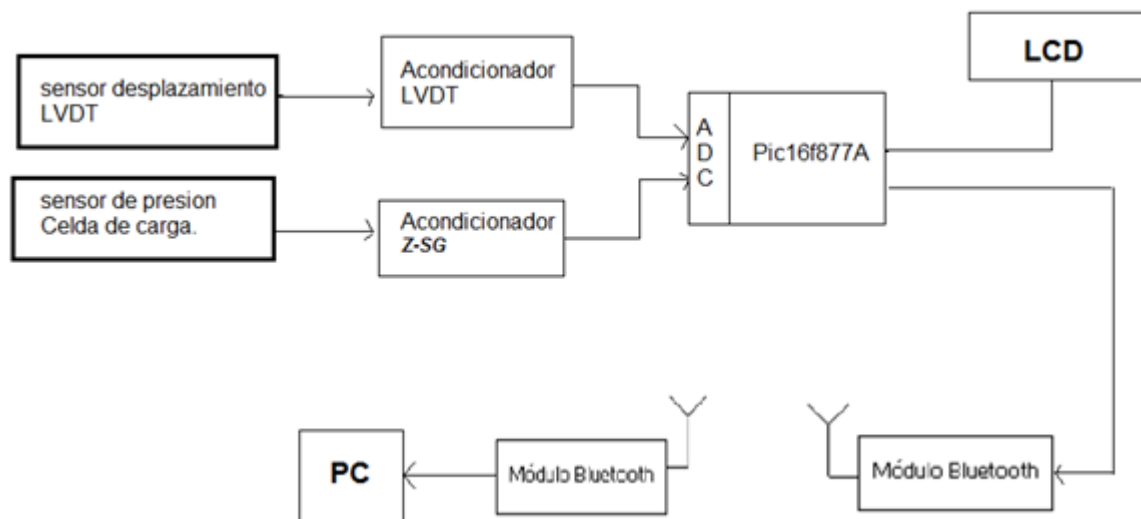 LCD
sensor desplazamiento
LVDT
Acondicionador
LVDT
A
D
C
Pic16f877A
sensor de presion
Celda de carga.
Acondicionador
Z-SG
PC
Módulo Bluetooth
Módulo Bluetooth